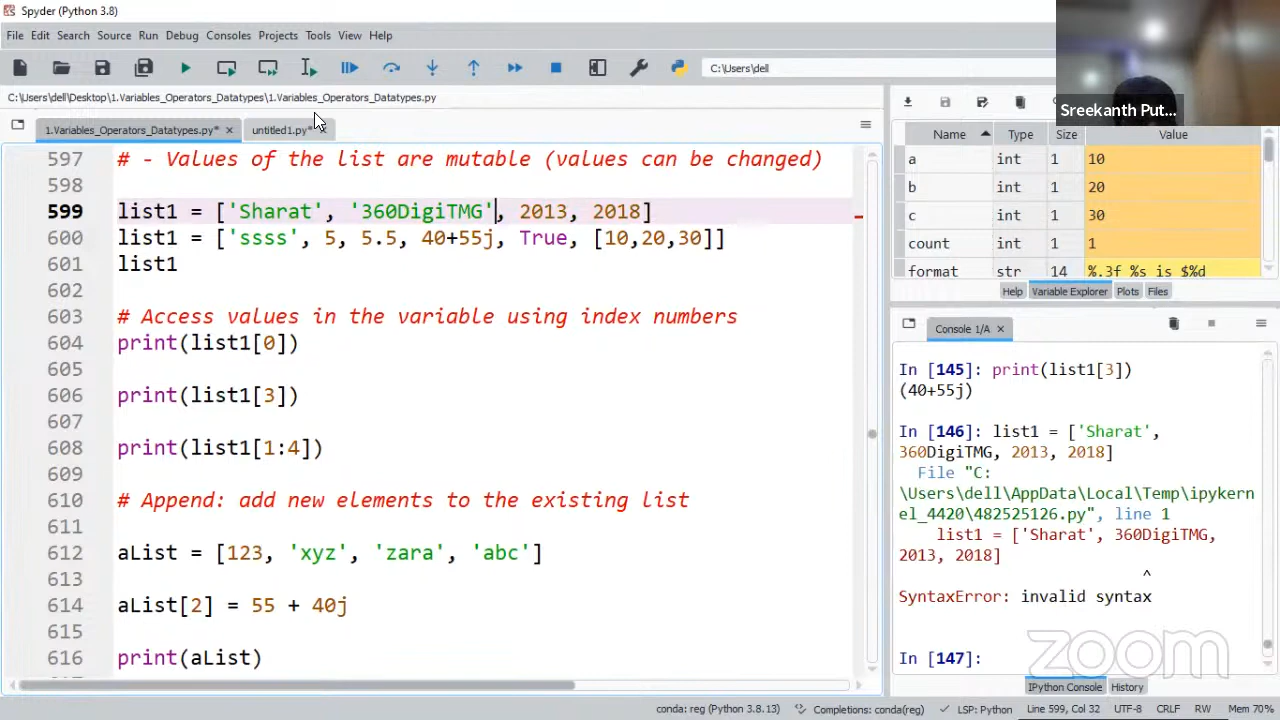 Spyder (Python 3.8)
File Edit Search Source Run Debug Consoles Projects Tools View Help
C:\Users\dell
C:\Users\dell\Desktop\1.Variables_Operators_Datatypes\1.Variables_Operators_Datatypes.py
1.Variables_Operators_Datatypes.py* untitled1.py*
597 # - Values of the list are mutable (values can be changed)
598
599 list1 = ['Sharat', '360DigiTMG', 2013, 2018]
600 list1 = ['ssss', 5, 5.5, 40+55j, True, [10,20,30]]
601 list1
602
603 # Access values in the variable using index numbers
604 print(list1[0])
605
606 print(list1[3])
607
608 print(list1[1:4])
609
610 # Append: add new elements to the existing list
611
612 aList = [123, 'xyz', 'zara', 'abc']
613
614 aList[2] = 55 + 40j
615
616 print(aList)
Sreekanth Put...
Name Type Size Value
a int 1 10
b int 1 20
c int 1 30
count int 1 1
format str 14 %.3f %s is $%d
Help Variable Explorer Plots Files
Console 1/A
In [145]: print(list1[3])
(40+55j)
In [146]: list1 = ['Sharat',
360DigiTMG, 2013, 2018]
File "C:
\Users\dell\AppData\Local\Temp\ipykern
el_4420\482525126.py", line 1
list1 = ['Sharat', 360DigiTMG,
2013, 2018]
^
SyntaxError: invalid syntax
In [147]:
zoom
IPython Console History
conda: reg (Python 3.8.13) Completions: conda(reg) LSP: Python Line 599, Col 32 UTF-8 CRLF RW Mem 70%